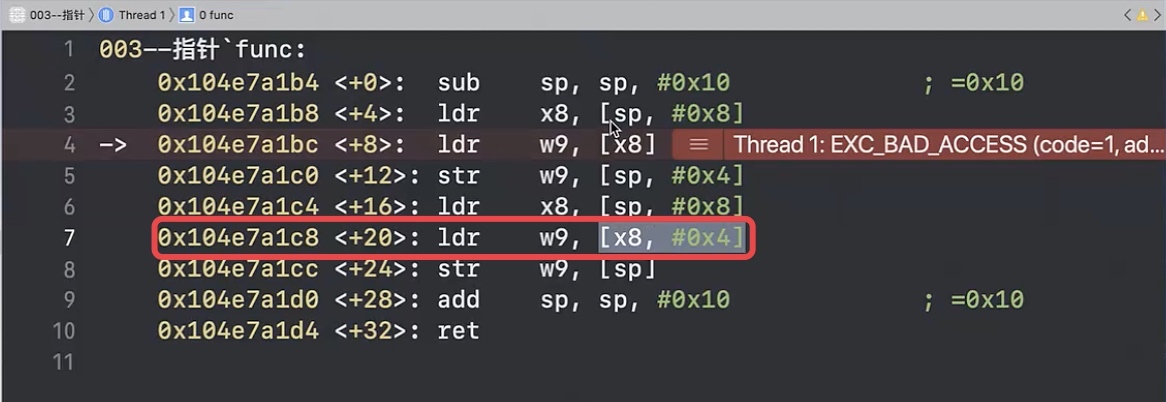 003--指针 〉 Thread 1 〉 0 func
1 003--指针`func:
2 0x104e7a1b4 <+0>: sub sp, sp, #0x10 ; =0x10
3 0x104e7a1b8 <+4>: ldr x8, [sp, #0x8]
4 -> 0x104e7a1bc <+8>: ldr w9, [x8] Thread 1: EXC_BAD_ACCESS (code=1, ad...
5 0x104e7a1c0 <+12>: str w9, [sp, #0x4]
6 0x104e7a1c4 <+16>: ldr x8, [sp, #0x8]
7 0x104e7a1c8 <+20>: ldr w9, [x8, #0x4]
8 0x104e7a1cc <+24>: str w9, [sp]
9 0x104e7a1d0 <+28>: add sp, sp, #0x10 ; =0x10
10 0x104e7a1d4 <+32>: ret
11